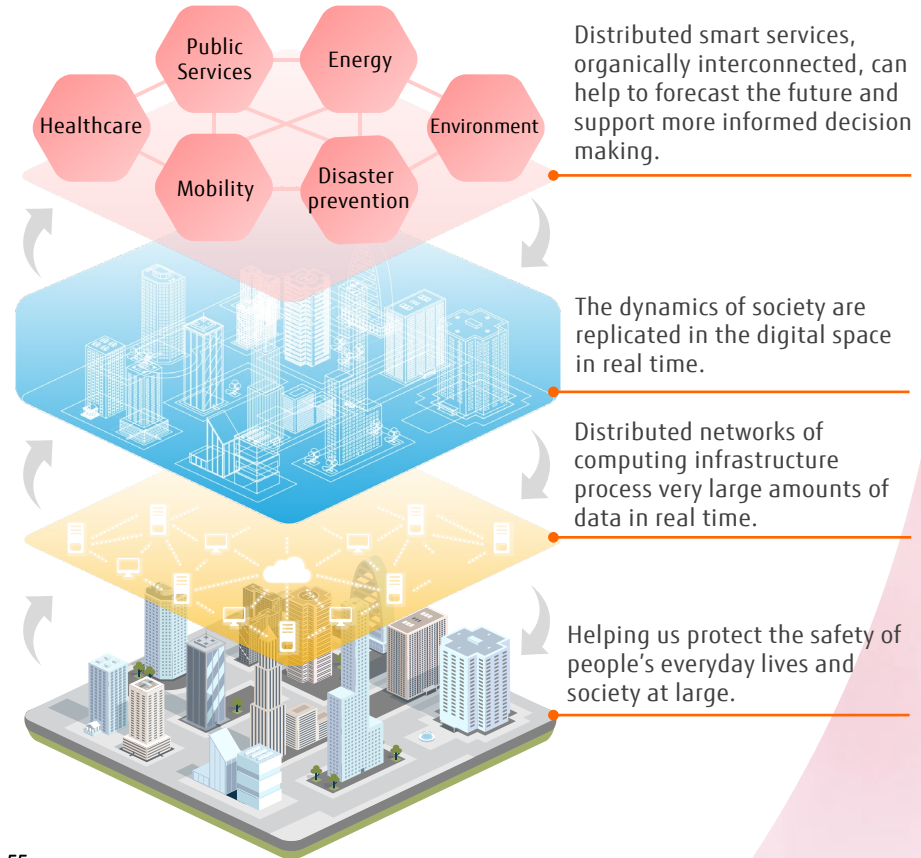 Public
Services
Energy
Healthcare
Environment
Mobility
Disaster
prevention
Distributed smart services,
organically interconnected, can
help to forecast the future and
support more informed decision
making.
The dynamics of society are
replicated in the digital space
in real time.
Distributed networks of
computing infrastructure
process very large amounts of
data in real time.
Helping us protect the safety of
people’s everyday lives and
society at large.